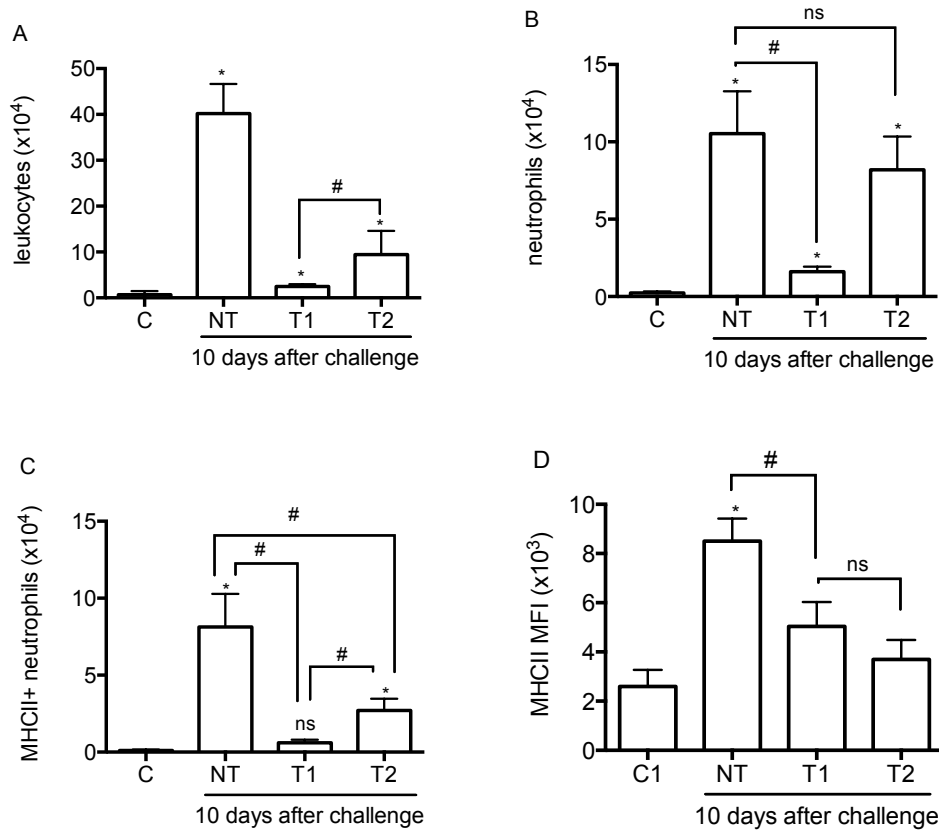 A
leukocytes (x10⁴)
50
40
30
20
10
0
*
*
#
*
C NT T1 T2
10 days after challenge
B
neutrophils (x10⁴)
15
10
5
0
ns
#
*
*
*
C NT T1 T2
10 days after challenge
C
MHCII+ neutrophils (x10⁴)
15
10
5
0
#
#
*
#
ns
*
C NT T1 T2
10 days after challenge
D
MHCII MFI (x10³)
10
8
6
4
2
0
#
*
ns
C1 NT T1 T2
10 days after challenge